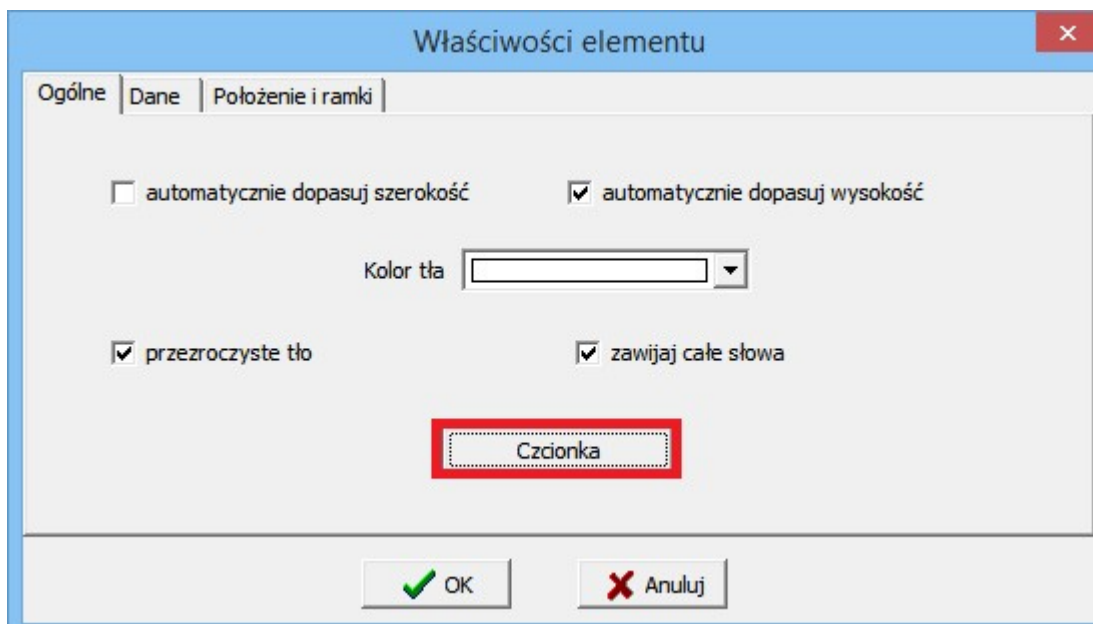 Właściwości elementu
Ogólne Dane Położenie i ramki
automatycznie dopasuj szerokość automatycznie dopasuj wysokość
Kolor tła
przezroczyste tło zawijaj całe słowa
Czcionka
OK Anuluj